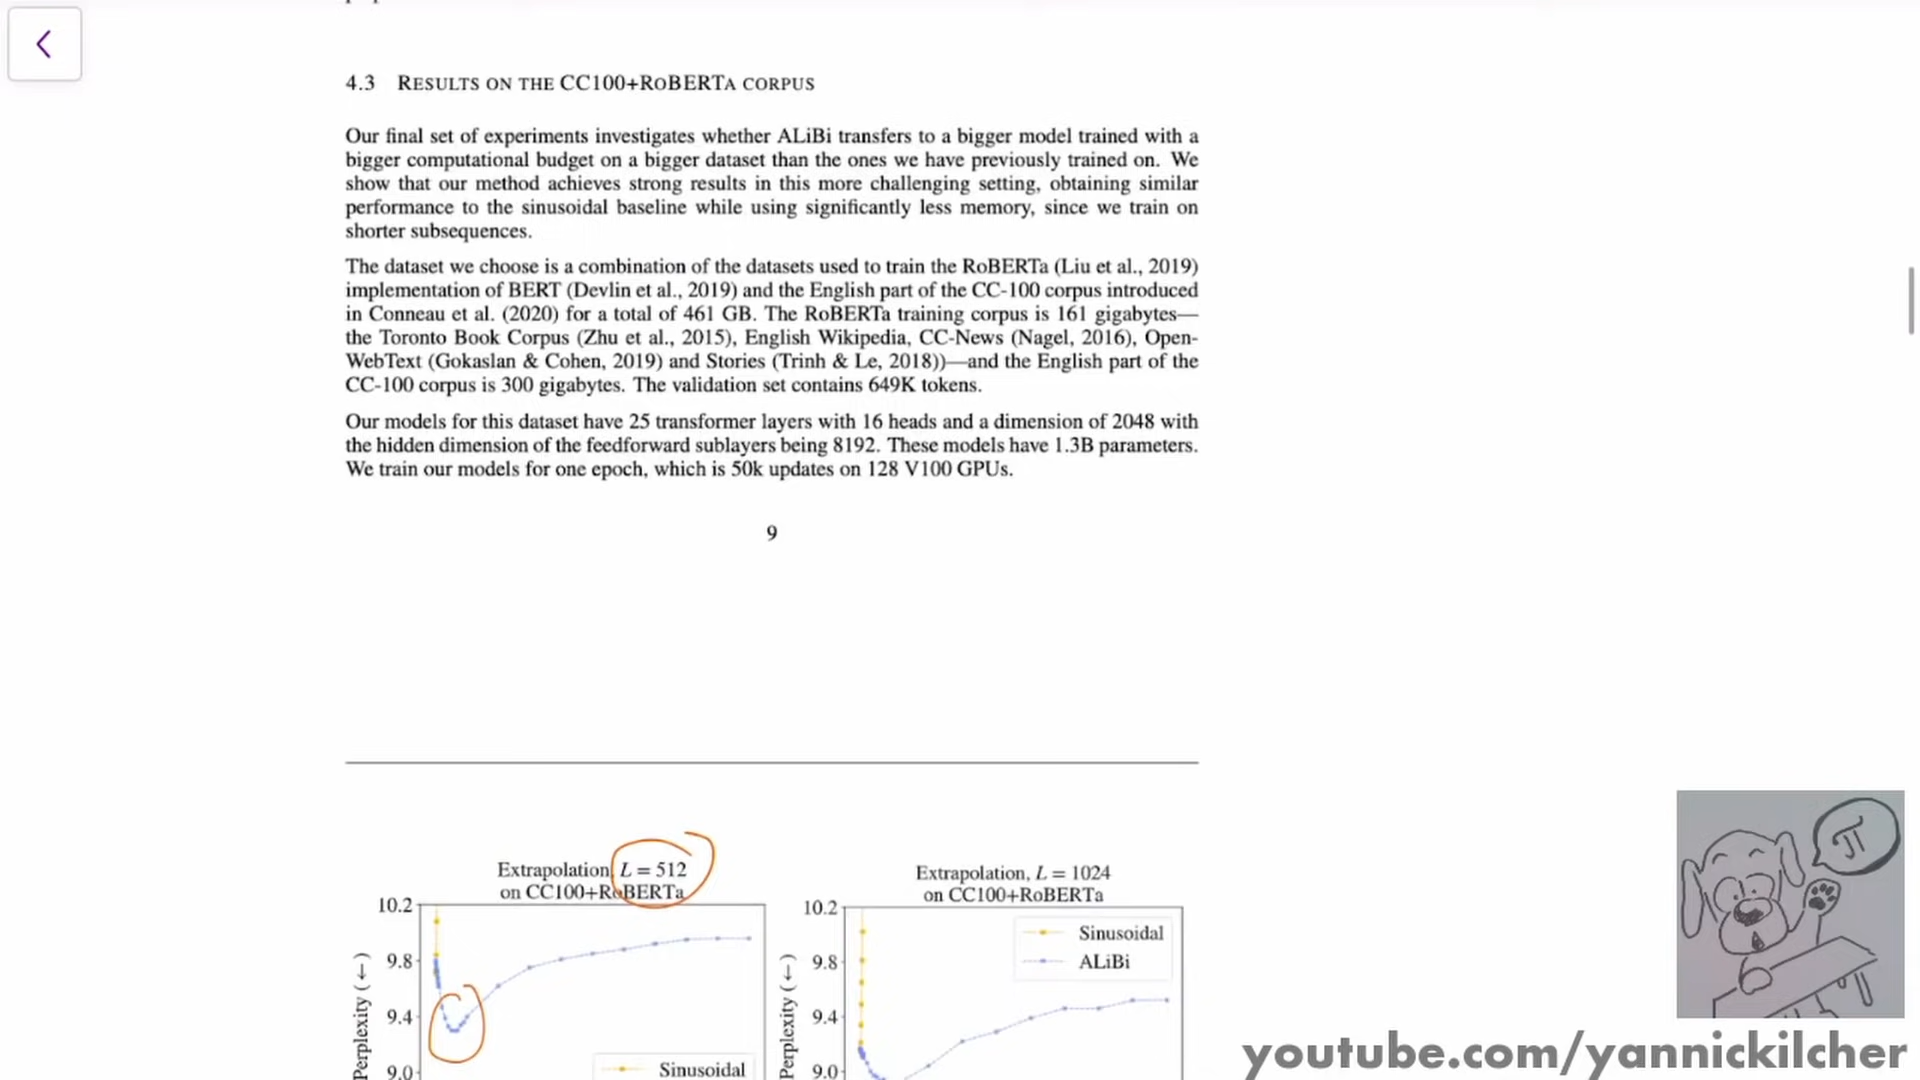 4.3 RESULTS ON THE CC100+ROBERTA CORPUS
Our final set of experiments investigates whether ALiBi transfers to a bigger model trained with a
bigger computational budget on a bigger dataset than the ones we have previously trained on. We
show that our method achieves strong results in this more challenging setting, obtaining similar
performance to the sinusoidal baseline while using significantly less memory, since we train on
shorter subsequences.
The dataset we choose is a combination of the datasets used to train the RoBERTa (Liu et al., 2019)
implementation of BERT (Devlin et al., 2019) and the English part of the CC-100 corpus introduced
in Conneau et al. (2020) for a total of 461 GB. The RoBERTa training corpus is 161 gigabytes—
the Toronto Book Corpus (Zhu et al., 2015), English Wikipedia, CC-News (Nagel, 2016), Open-
WebText (Gokaslan & Cohen, 2019) and Stories (Trinh & Le, 2018))—and the English part of the
CC-100 corpus is 300 gigabytes. The validation set contains 649K tokens.
Our models for this dataset have 25 transformer layers with 16 heads and a dimension of 2048 with
the hidden dimension of the feedforward sublayers being 8192. These models have 1.3B parameters.
We train our models for one epoch, which is 50k updates on 128 V100 GPUs.
9
Extrapolation, L = 512
on CC100+RoBERTa
10.2
9.8
9.4
9.0
Perplexity (←)
Sinusoidal
Extrapolation, L = 1024
on CC100+RoBERTa
10.2
9.8
9.4
9.0
Perplexity (←)
Sinusoidal
ALiBi
π
youtube.com/yannickilcher